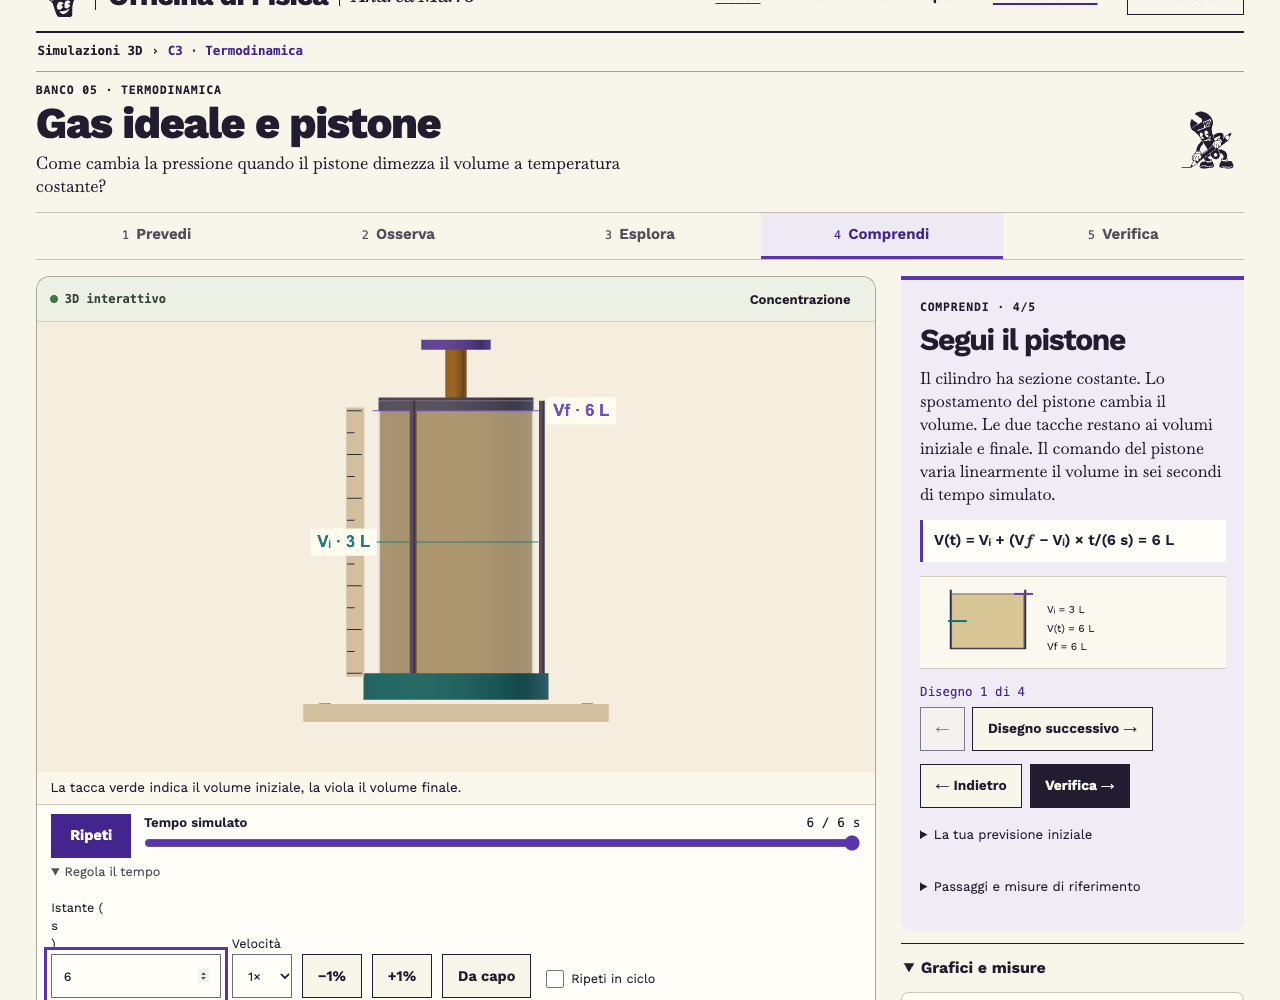 Officina di Fisica
Andrea Marro
Simulazioni 3D › C3 · Termodinamica
BANCO 05 · TERMODINAMICA
Gas ideale e pistone
Come cambia la pressione quando il pistone dimezza il volume a temperatura
costante?
1 Prevedi
2 Osserva
3 Esplora
4 Comprendi
5 Verifica
3D interattivo
Concentrazione
Vf · 6 L
Vᵢ · 3 L
La tacca verde indica il volume iniziale, la viola il volume finale.
Ripeti
Tempo simulato
6 / 6 s
▼ Regola il tempo
Istante (
s
)
Velocità
6
1×
−1%
+1%
Da capo
Ripeti in ciclo
COMPRENDI · 4/5
Segui il pistone
Il cilindro ha sezione costante. Lo
spostamento del pistone cambia il
volume. Le due tacche restano ai volumi
iniziale e finale. Il comando del pistone
varia linearmente il volume in sei secondi
di tempo simulato.
V(t) = Vᵢ + (V𝑓 − Vᵢ) × t/(6 s) = 6 L
Vᵢ = 3 L
V(t) = 6 L
Vf = 6 L
Disegno 1 di 4
←
Disegno successivo →
← Indietro
Verifica →
▶ La tua previsione iniziale
▶ Passaggi e misure di riferimento
▼ Grafici e misure